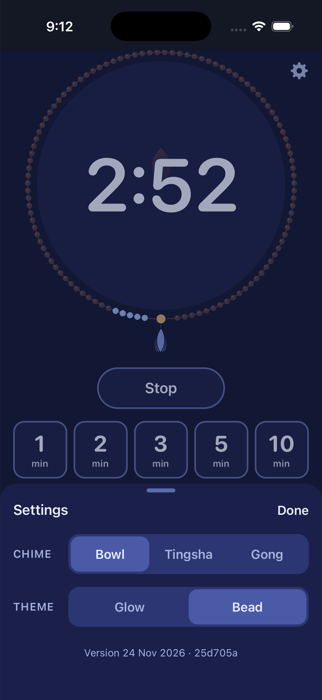 9:12
2:52
Stop
1 2 3 5 10
min min min min min
Settings Done
CHIME Bowl Tingsha Gong
THEME Glow Bead
Version 24 Nov 2026 · 25d705a